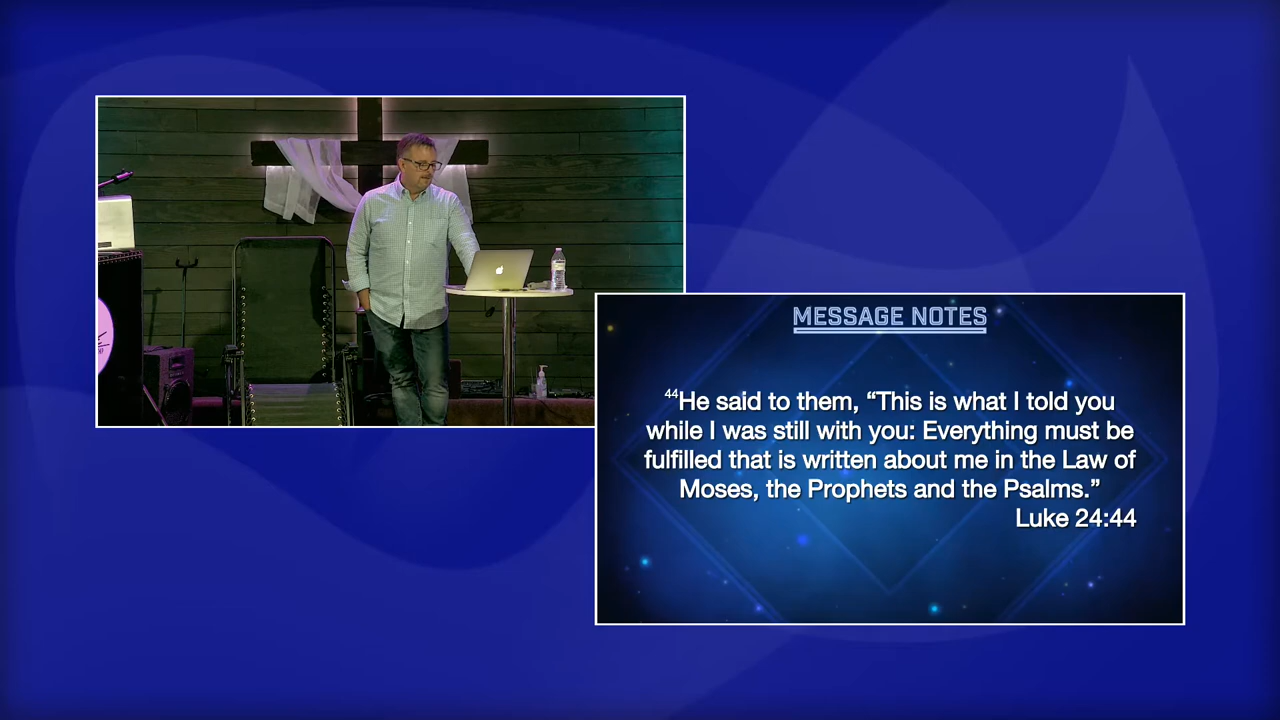 MESSAGE NOTES
44He said to them, “This is what I told you
while I was still with you: Everything must be
fulfilled that is written about me in the Law of
Moses, the Prophets and the Psalms.”
Luke 24:44